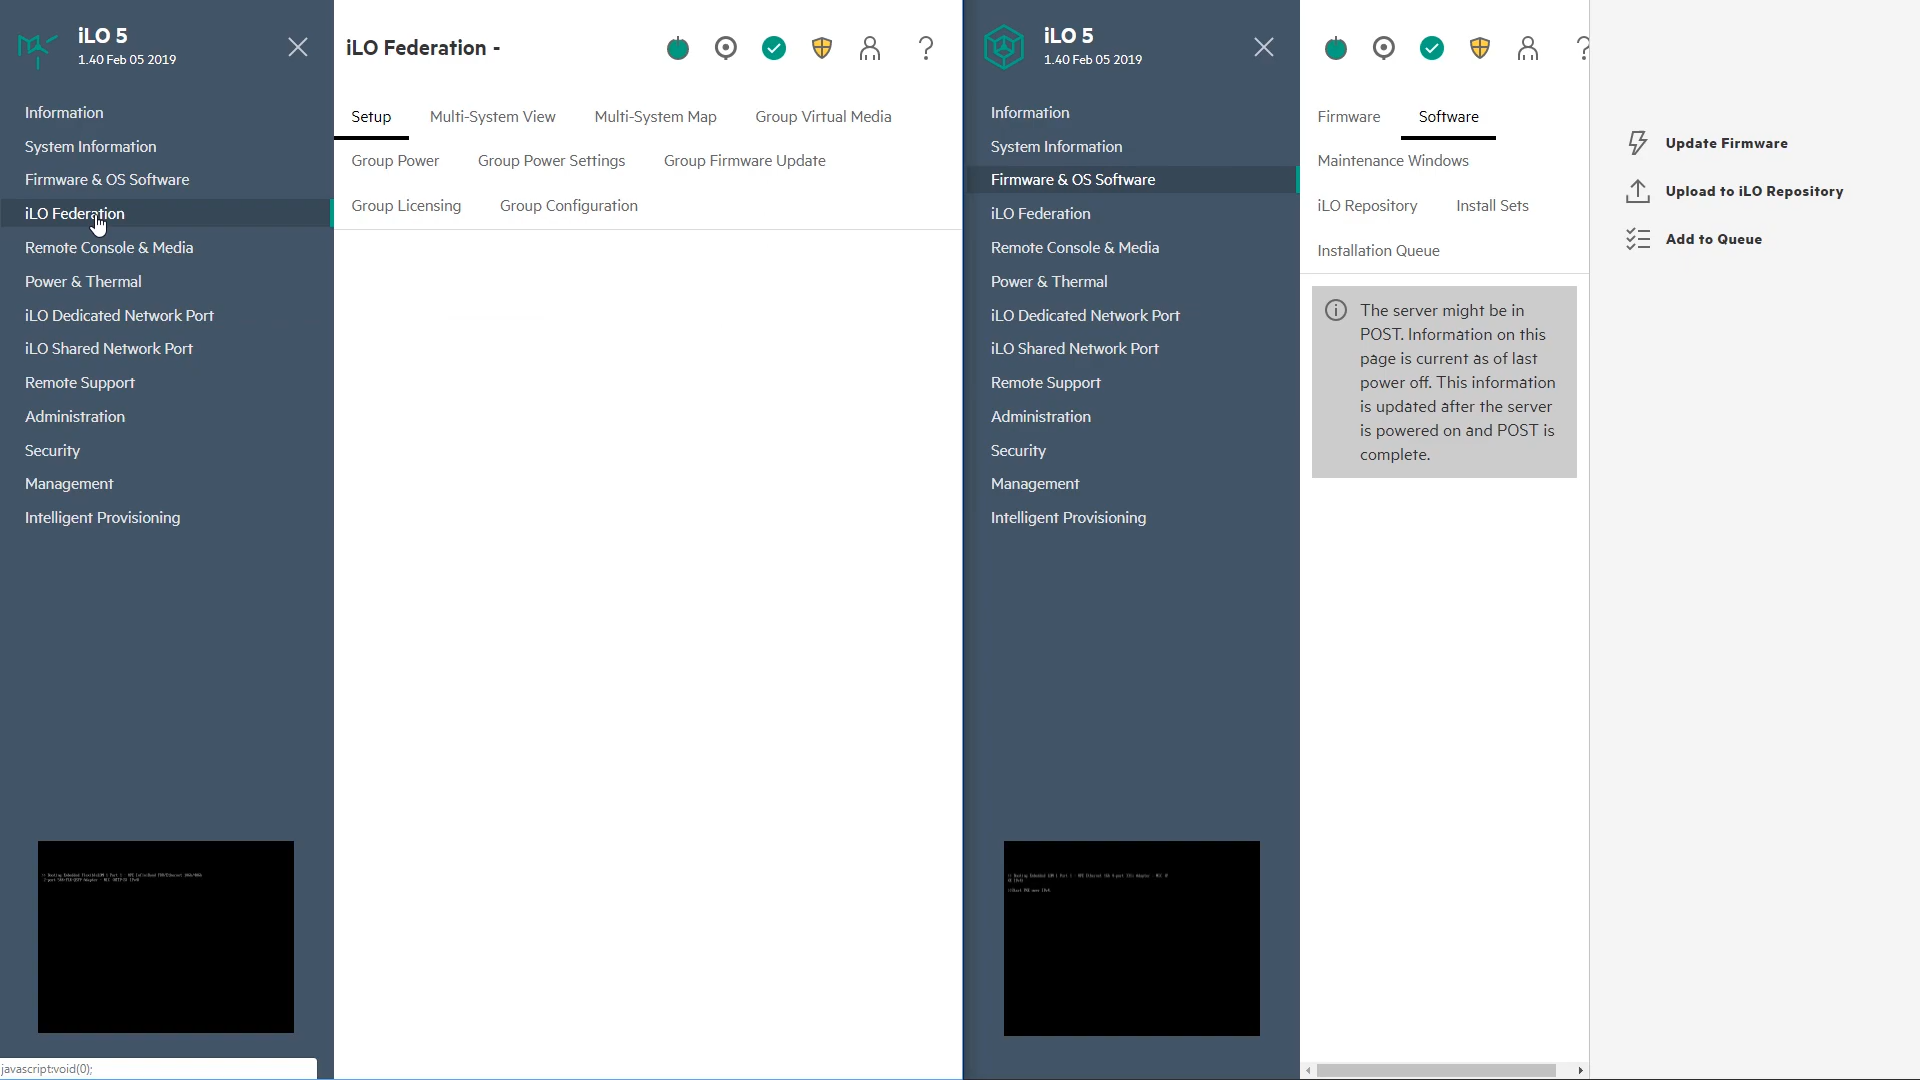 iLO 5
1.40 Feb 05 2019
Information
System Information
Firmware & OS Software
iLO Federation
Remote Console & Media
Power & Thermal
iLO Dedicated Network Port
iLO Shared Network Port
Remote Support
Administration
Security
Management
Intelligent Provisioning
javascript:void(0);
iLO Federation -
Setup
Multi-System View
Multi-System Map
Group Virtual Media
Group Power
Group Power Settings
Group Firmware Update
Group Licensing
Group Configuration
iLO 5
1.40 Feb 05 2019
Information
System Information
Firmware & OS Software
iLO Federation
Remote Console & Media
Power & Thermal
iLO Dedicated Network Port
iLO Shared Network Port
Remote Support
Administration
Security
Management
Intelligent Provisioning
Firmware
Software
Maintenance Windows
iLO Repository
Install Sets
Installation Queue
The server might be in
POST. Information on this
page is current as of last
power off. This information
is updated after the server
is powered on and POST is
complete.
Update Firmware
Upload to iLO Repository
Add to Queue